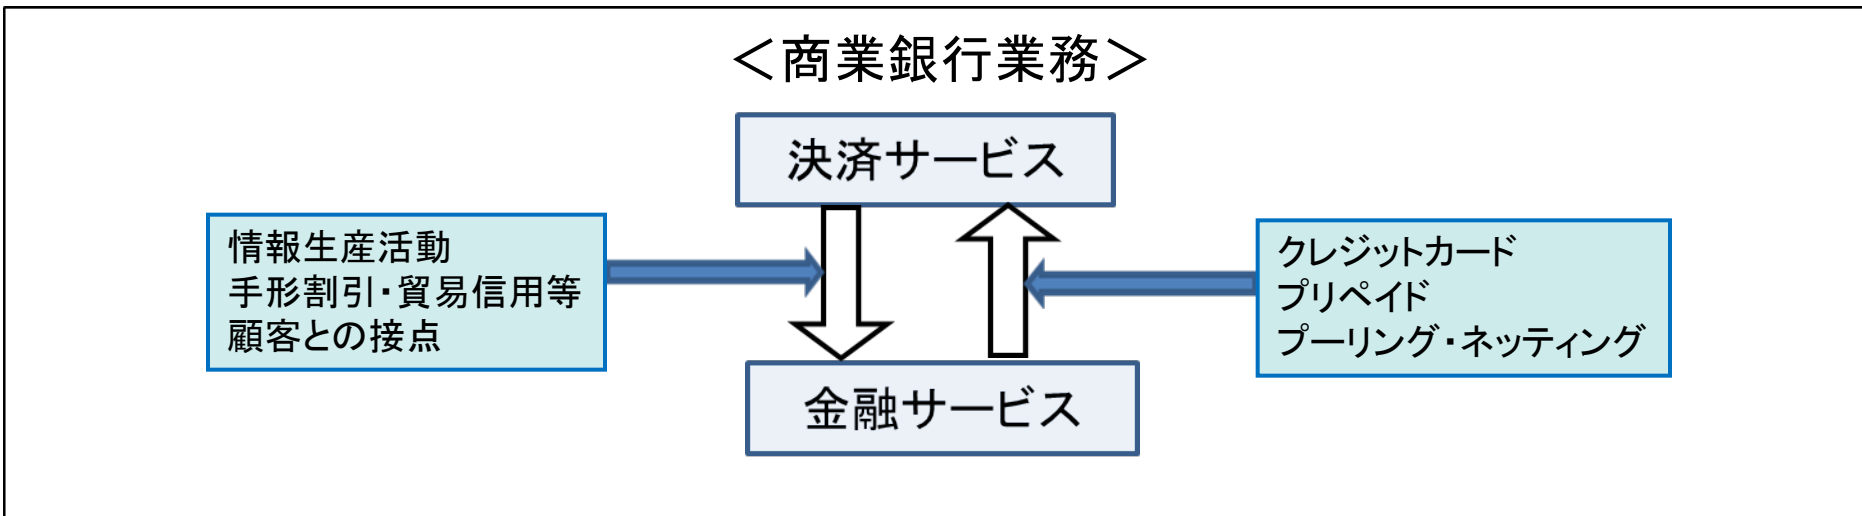 ＜商業銀行業務＞
決済サービス
情報生産活動
手形割引・貿易信用等
顧客との接点
クレジットカード
プリペイド
プーリング・ネッティング
金融サービス